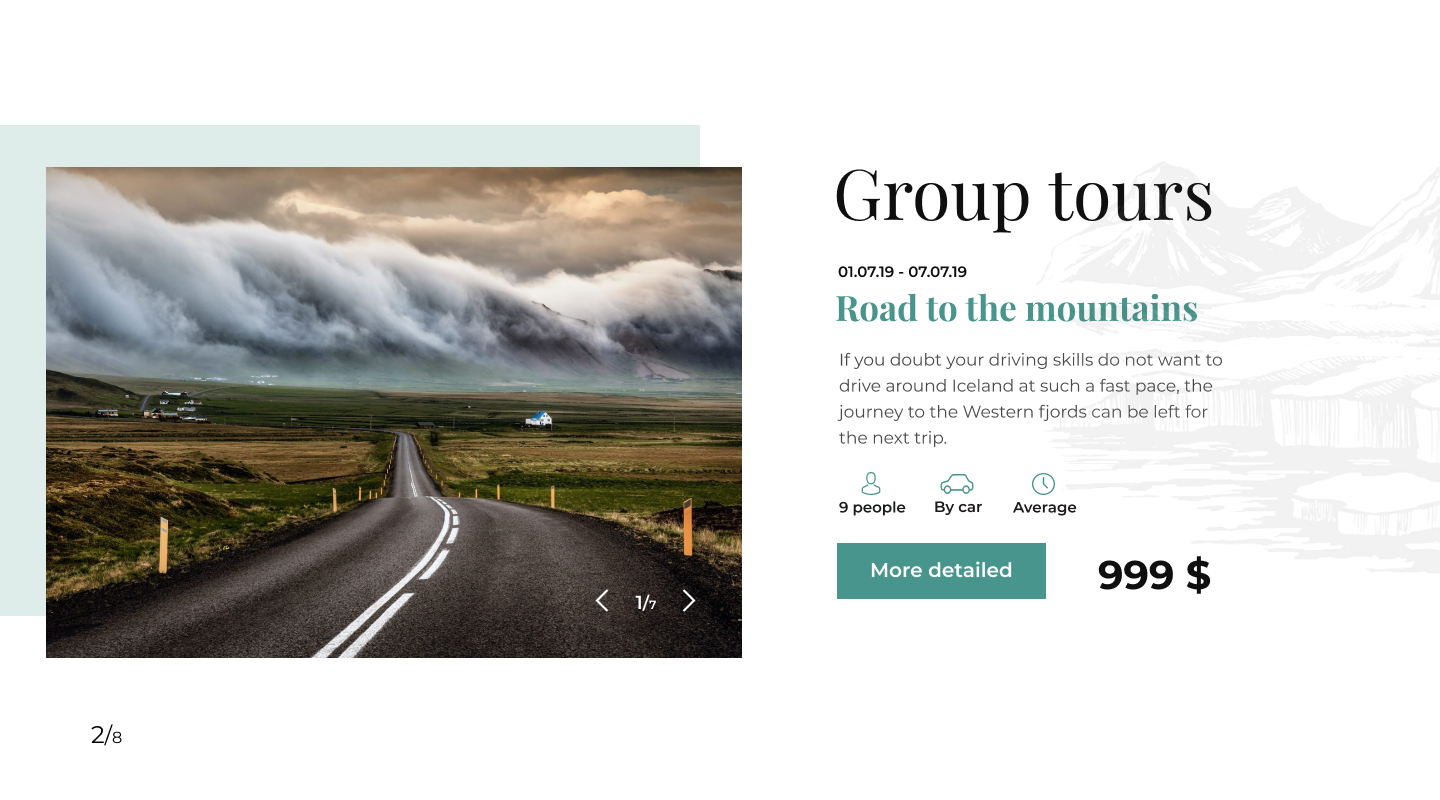 Group tours
01.07.19 - 07.07.19
Road to the mountains
If you doubt your driving skills do not want to
drive around Iceland at such a fast pace, the
journey to the Western fjords can be left for
the next trip.
9 people
By car
Average
More detailed
999 $
1/7
2/8